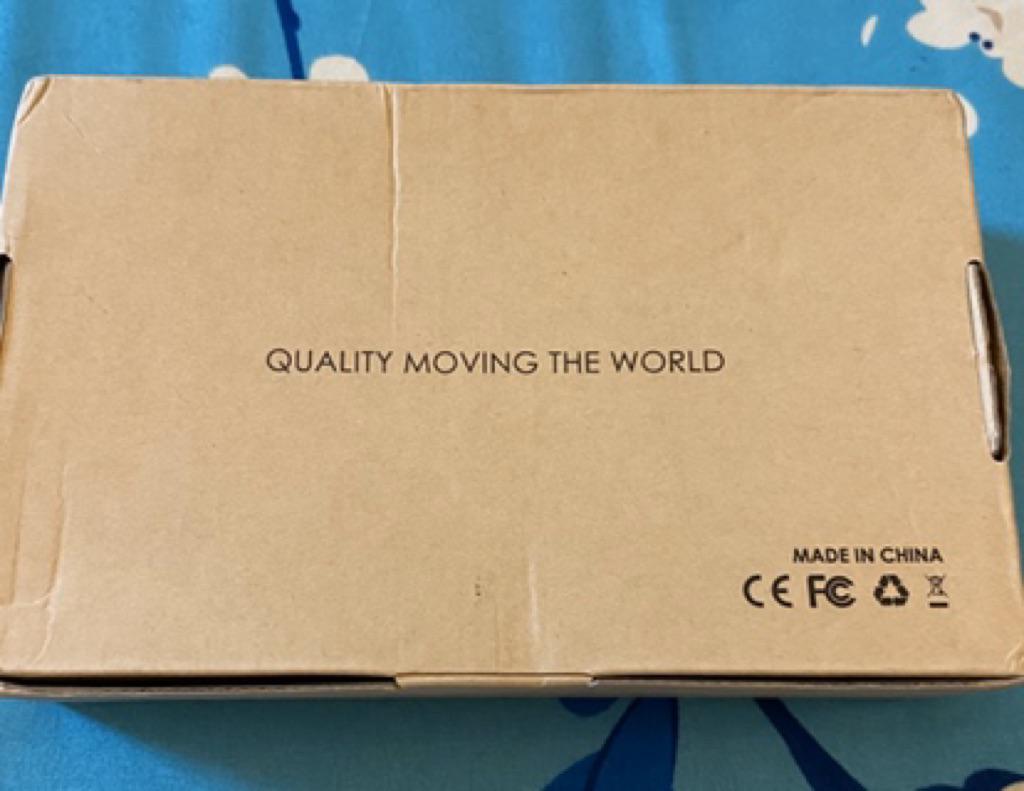 QUALITY MOVING THE WORLD
MADE IN CHINA
CE FC